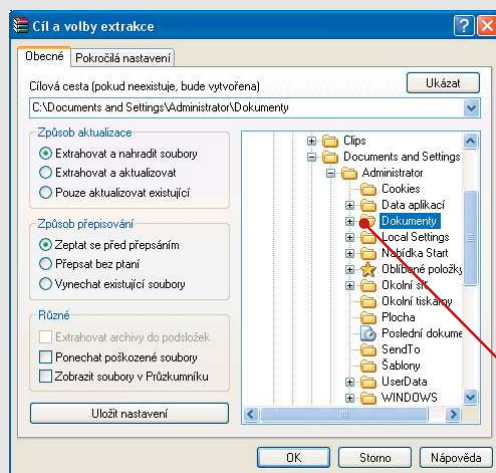 Cíl a volby extrakce
Obecné
Pokročilá nastavení
Cílová cesta (pokud neexistuje, bude vytvořena)
Ukázat
C:\Documents and Settings\Administrator\Dokumenty
Způsob aktualizace
Extrahovat a nahradit soubory
Extrahovat a aktualizovat
Pouze aktualizovat existující
Způsob přepisování
Zeptat se před přepsáním
Přepsat bez ptaní
Vynechat existující soubory
Různé
Extrahovat archivy do podsložek
Ponechat poškozené soubory
Zobrazit soubory v Průzkumníku
Uložit nastavení
Clips
Documents and Settings
Administrator
Cookies
Data aplikací
Dokumenty
Local Settings
Nabídka Start
Oblíbené položky
Okolní síť
Okolní tiskárny
Plocha
Poslední dokume
SendTo
Šablony
UserData
WINDOWS
OK
Storno
Nápověda